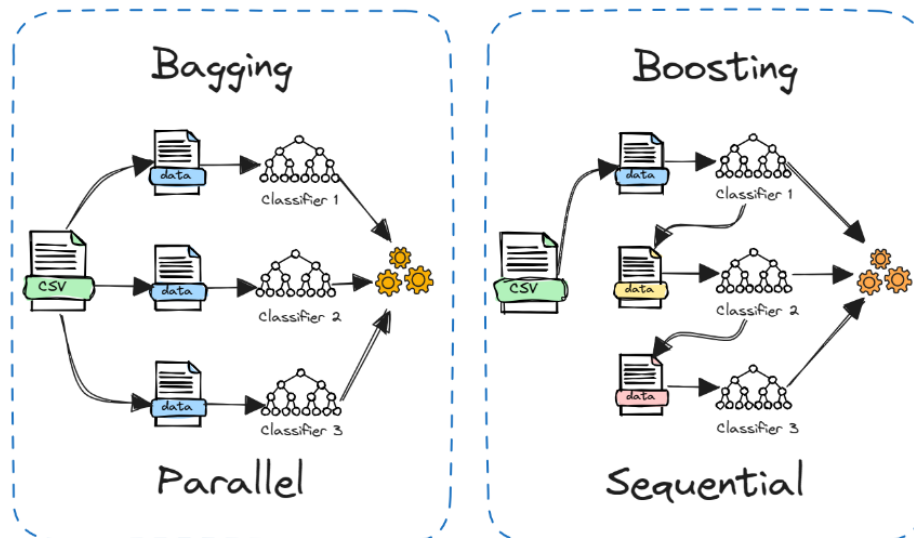 Bagging
data
Classifier 1
CSV
data
Classifier 2
data
Classifier 3
Parallel
Boosting
data
Classifier 1
CSV
data
Classifier 2
data
Classifier 3
Sequential